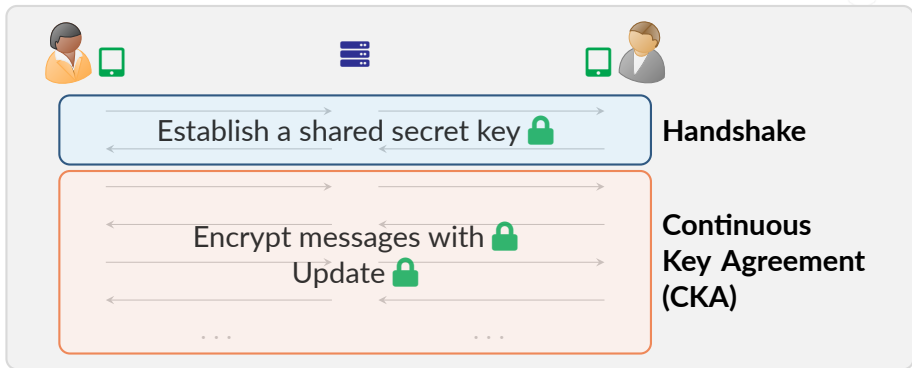 Establish a shared secret key
Handshake
Encrypt messages with
Update
Continuous
Key Agreement
(CKA)
... ...